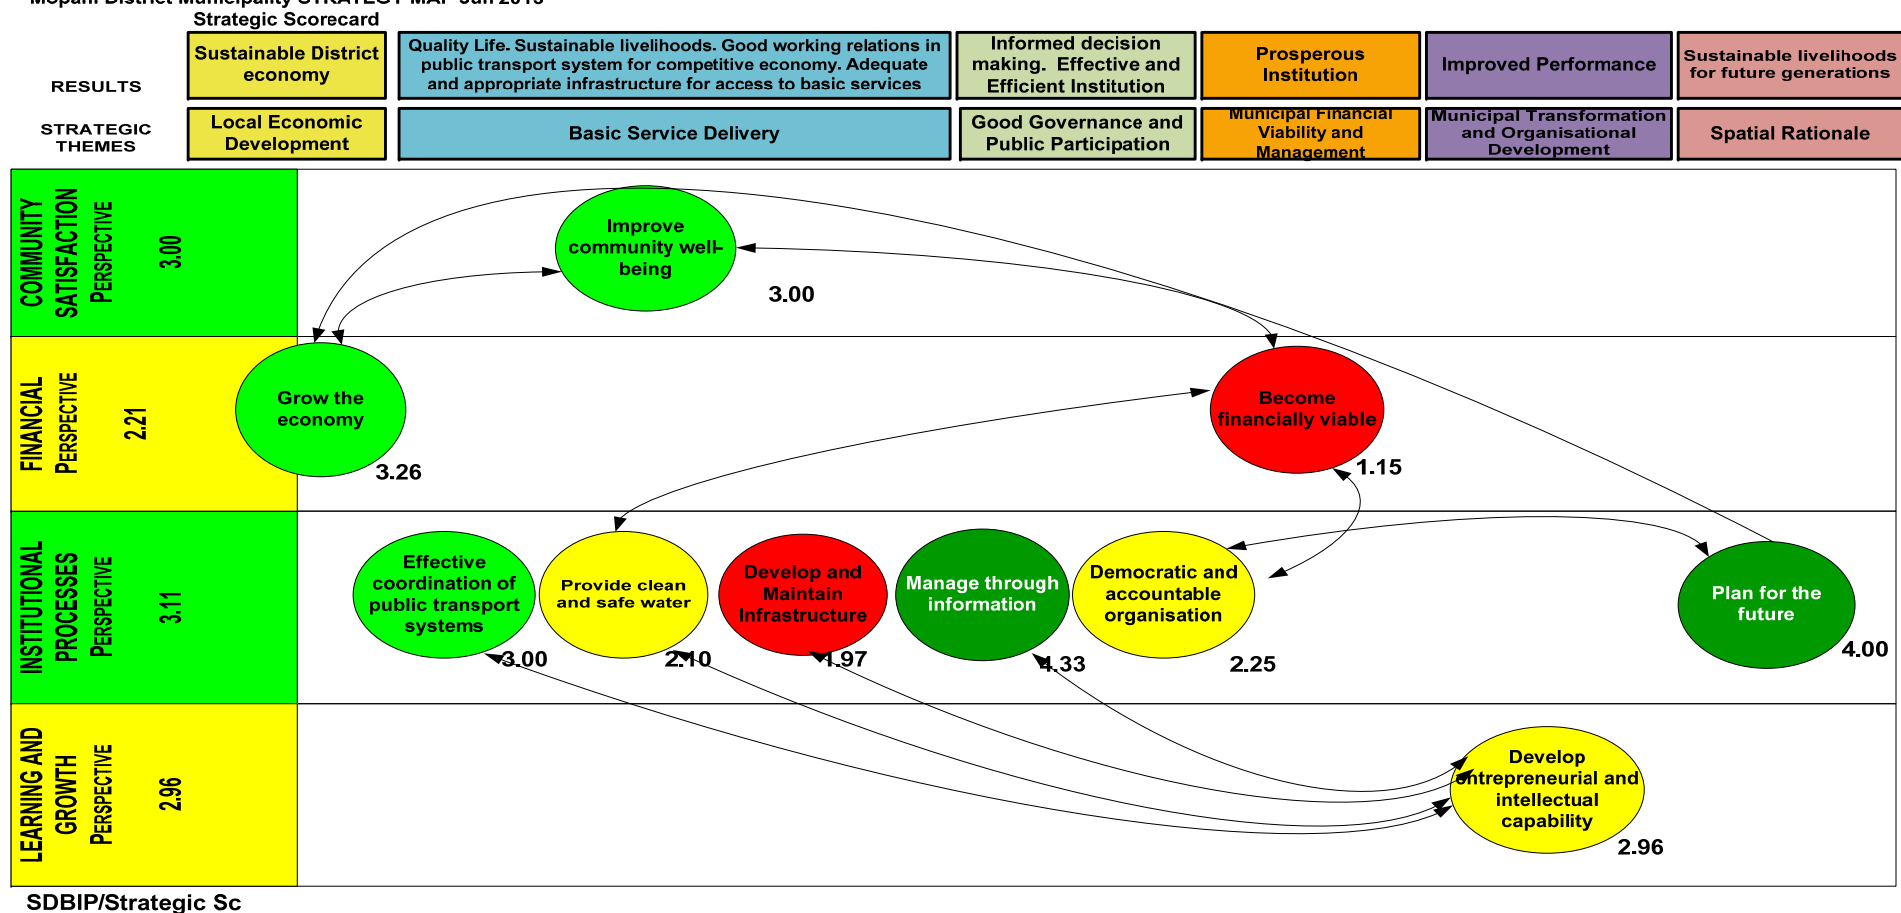 Mopani District Municipality STRATEGY MAP Jun 2013
Strategic Scorecard
RESULTS
Sustainable District
economy
Quality Life. Sustainable livelihoods. Good working relations in
public transport system for competitive economy. Adequate
and appropriate infrastructure for access to basic services
Informed decision
making. Effective and
Efficient Institution
Prosperous
Institution
Improved Performance
Sustainable livelihoods
for future generations
STRATEGIC
THEMES
Local Economic
Development
Basic Service Delivery
Good Governance and
Public Participation
Municipal Financial
Viability and
Management
Municipal Transformation
and Organisational
Development
Spatial Rationale
COMMUNITY
SATISFACTION
PERSPECTIVE
3.00
Improve
community well-
being
3.00
FINANCIAL
PERSPECTIVE
2.21
Grow the
economy
3.26
Become
financially viable
1.15
INSTITUTIONAL
PROCESSES
PERSPECTIVE
3.11
Effective
coordination of
public transport
systems
3.00
Provide clean
and safe water
2.10
Develop and
Maintain
Infrastructure
1.97
Manage through
information
4.33
Democratic and
accountable
organisation
2.25
Plan for the
future
4.00
LEARNING AND
GROWTH
PERSPECTIVE
2.96
Develop
entrepreneurial and
intellectual
capability
2.96
SDBIP/Strategic Sc